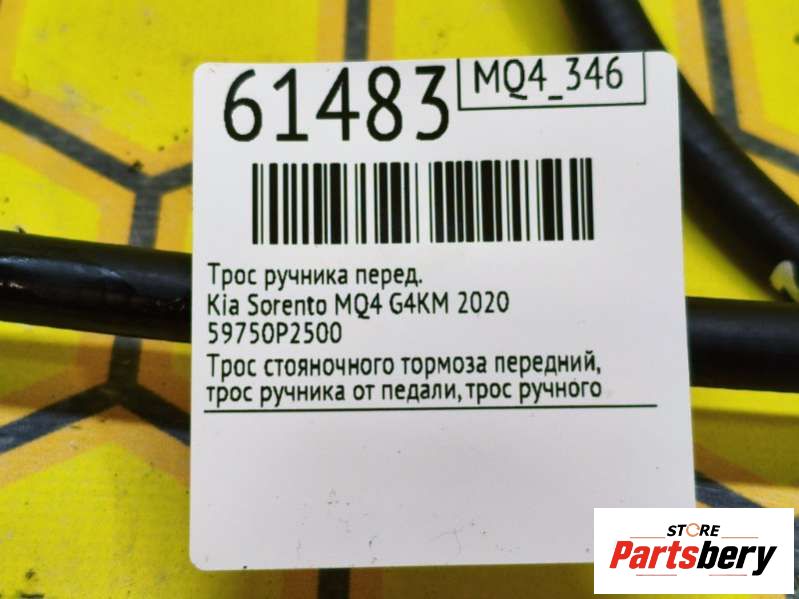 61483
MQ4_346
Трос ручника перед.
Kia Sorento MQ4 G4KM 2020
59750P2500
Трос стояночного тормоза передний,
трос ручника от педали, трос ручного
STORE
Partsbery